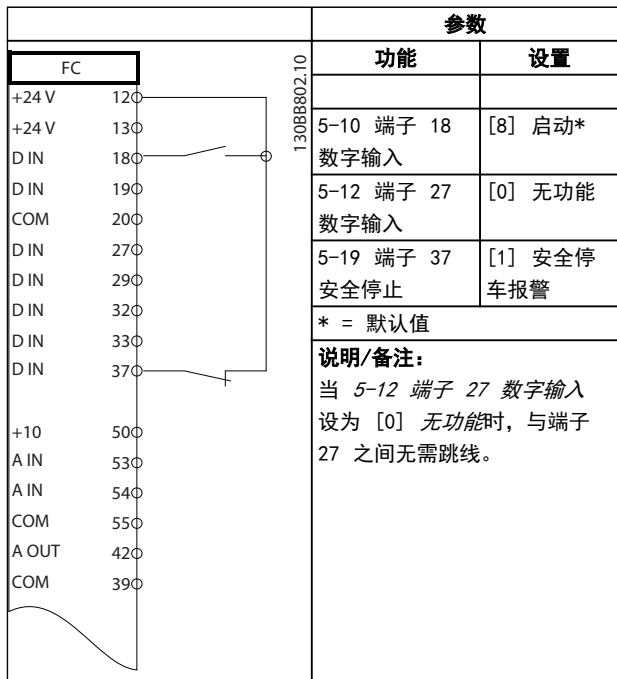 FC
+24 V 12
+24 V 13
D IN 18
D IN 19
COM 20
D IN 27
D IN 29
D IN 32
D IN 33
D IN 37
+10 50
A IN 53
A IN 54
COM 55
A OUT 42
COM 39
130BB802.10
参数
功能 设置
5-10 端子 18 [8] 启动*
数字输入
5-12 端子 27 [0] 无功能
数字输入
5-19 端子 37 [1] 安全停
安全停止 车报警
* = 默认值
说明/备注：
当 5-12 端子 27 数字输入
设为 [0] 无功能时，与端子
27 之间无需跳线。